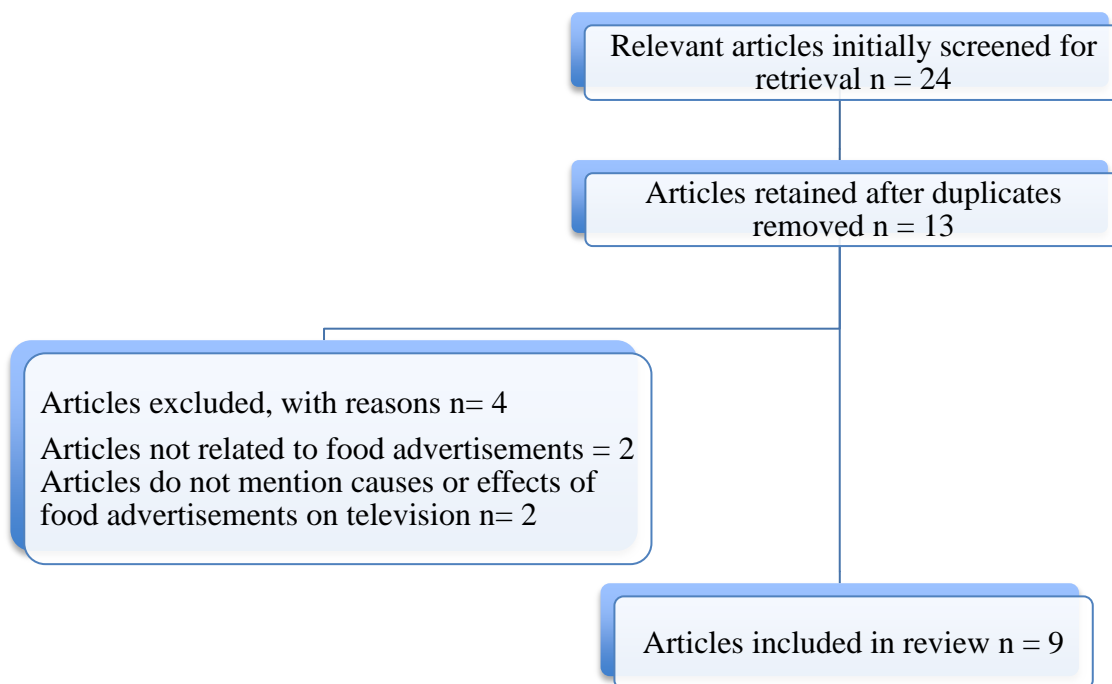 Relevant articles initially screened for
retrieval n = 24
Articles retained after duplicates
removed n = 13
Articles excluded, with reasons n= 4
Articles not related to food advertisements = 2
Articles do not mention causes or effects of
food advertisements on television n= 2
Articles included in review n = 9